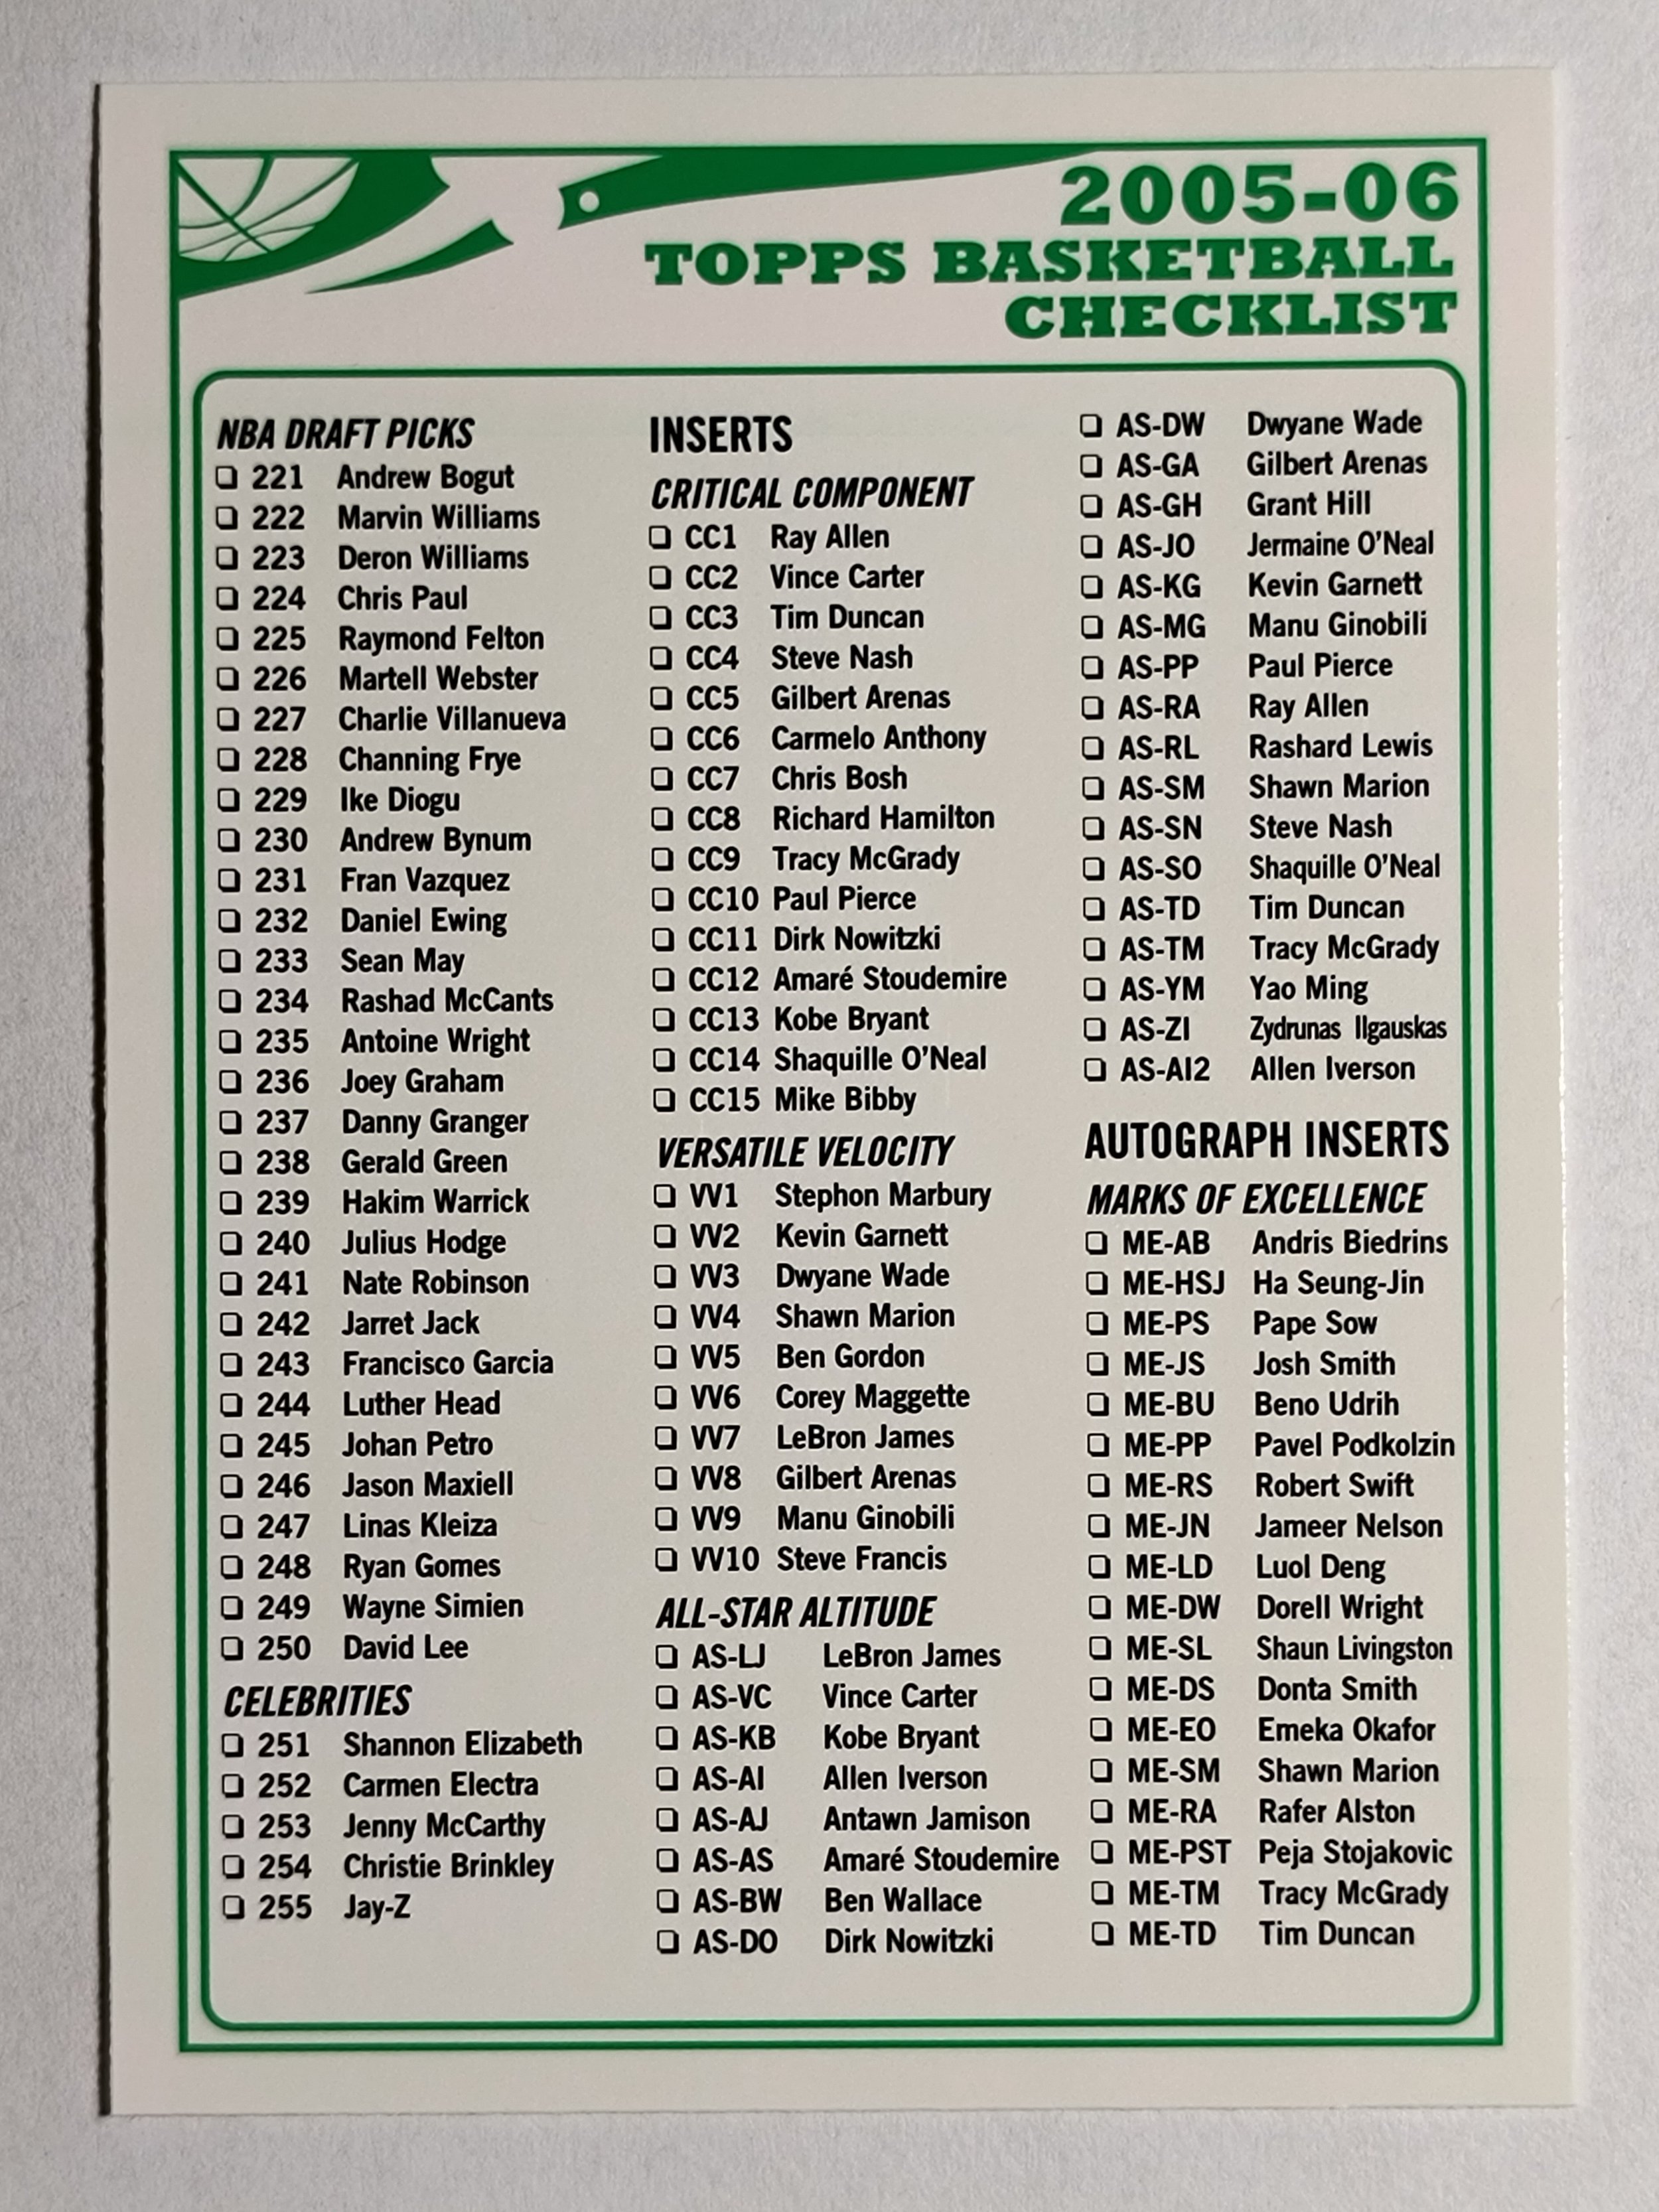 2005-06
TOPPS BASKETBALL
CHECKLIST
NBA DRAFT PICKS
221 Andrew Bogut
222 Marvin Williams
223 Deron Williams
224 Chris Paul
225 Raymond Felton
226 Martell Webster
227 Charlie Villanueva
228 Channing Frye
229 Ike Diogu
230 Andrew Bynum
231 Fran Vazquez
232 Daniel Ewing
233 Sean May
234 Rashad McCants
235 Antoine Wright
236 Joey Graham
237 Danny Granger
238 Gerald Green
239 Hakim Warrick
240 Julius Hodge
241 Nate Robinson
242 Jarret Jack
243 Francisco Garcia
244 Luther Head
245 Johan Petro
246 Jason Maxiell
247 Linas Kleiza
248 Ryan Gomes
249 Wayne Simien
250 David Lee
CELEBRITIES
251 Shannon Elizabeth
252 Carmen Electra
253 Jenny McCarthy
254 Christie Brinkley
255 Jay-Z
INSERTS
CRITICAL COMPONENT
CC1 Ray Allen
CC2 Vince Carter
CC3 Tim Duncan
CC4 Steve Nash
CC5 Gilbert Arenas
CC6 Carmelo Anthony
CC7 Chris Bosh
CC8 Richard Hamilton
CC9 Tracy McGrady
CC10 Paul Pierce
CC11 Dirk Nowitzki
CC12 Amaré Stoudemire
CC13 Kobe Bryant
CC14 Shaquille O'Neal
CC15 Mike Bibby
VERSATILE VELOCITY
VV1 Stephon Marbury
VV2 Kevin Garnett
VV3 Dwyane Wade
VV4 Shawn Marion
VV5 Ben Gordon
VV6 Corey Maggette
VV7 LeBron James
VV8 Gilbert Arenas
VV9 Manu Ginobili
VV10 Steve Francis
ALL-STAR ALTITUDE
AS-LJ LeBron James
AS-VC Vince Carter
AS-KB Kobe Bryant
AS-AI Allen Iverson
AS-AJ Antawn Jamison
AS-AS Amaré Stoudemire
AS-BW Ben Wallace
AS-DO Dirk Nowitzki
AS-DW Dwyane Wade
AS-GA Gilbert Arenas
AS-GH Grant Hill
AS-JO Jermaine O'Neal
AS-KG Kevin Garnett
AS-MG Manu Ginobili
AS-PP Paul Pierce
AS-RA Ray Allen
AS-RL Rashard Lewis
AS-SM Shawn Marion
AS-SN Steve Nash
AS-SO Shaquille O'Neal
AS-TD Tim Duncan
AS-TM Tracy McGrady
AS-YM Yao Ming
AS-ZI Zydrunas Ilgauskas
AS-AI2 Allen Iverson
AUTOGRAPH INSERTS
MARKS OF EXCELLENCE
ME-AB Andris Biedrins
ME-HSJ Ha Seung-Jin
ME-PS Pape Sow
ME-JS Josh Smith
ME-BU Beno Udrih
ME-PP Pavel Podkolzin
ME-RS Robert Swift
ME-JN Jameer Nelson
ME-LD Luol Deng
ME-DW Dorell Wright
ME-SL Shaun Livingston
ME-DS Donta Smith
ME-EO Emeka Okafor
ME-SM Shawn Marion
ME-RA Rafer Alston
ME-PST Peja Stojakovic
ME-TM Tracy McGrady
ME-TD Tim Duncan